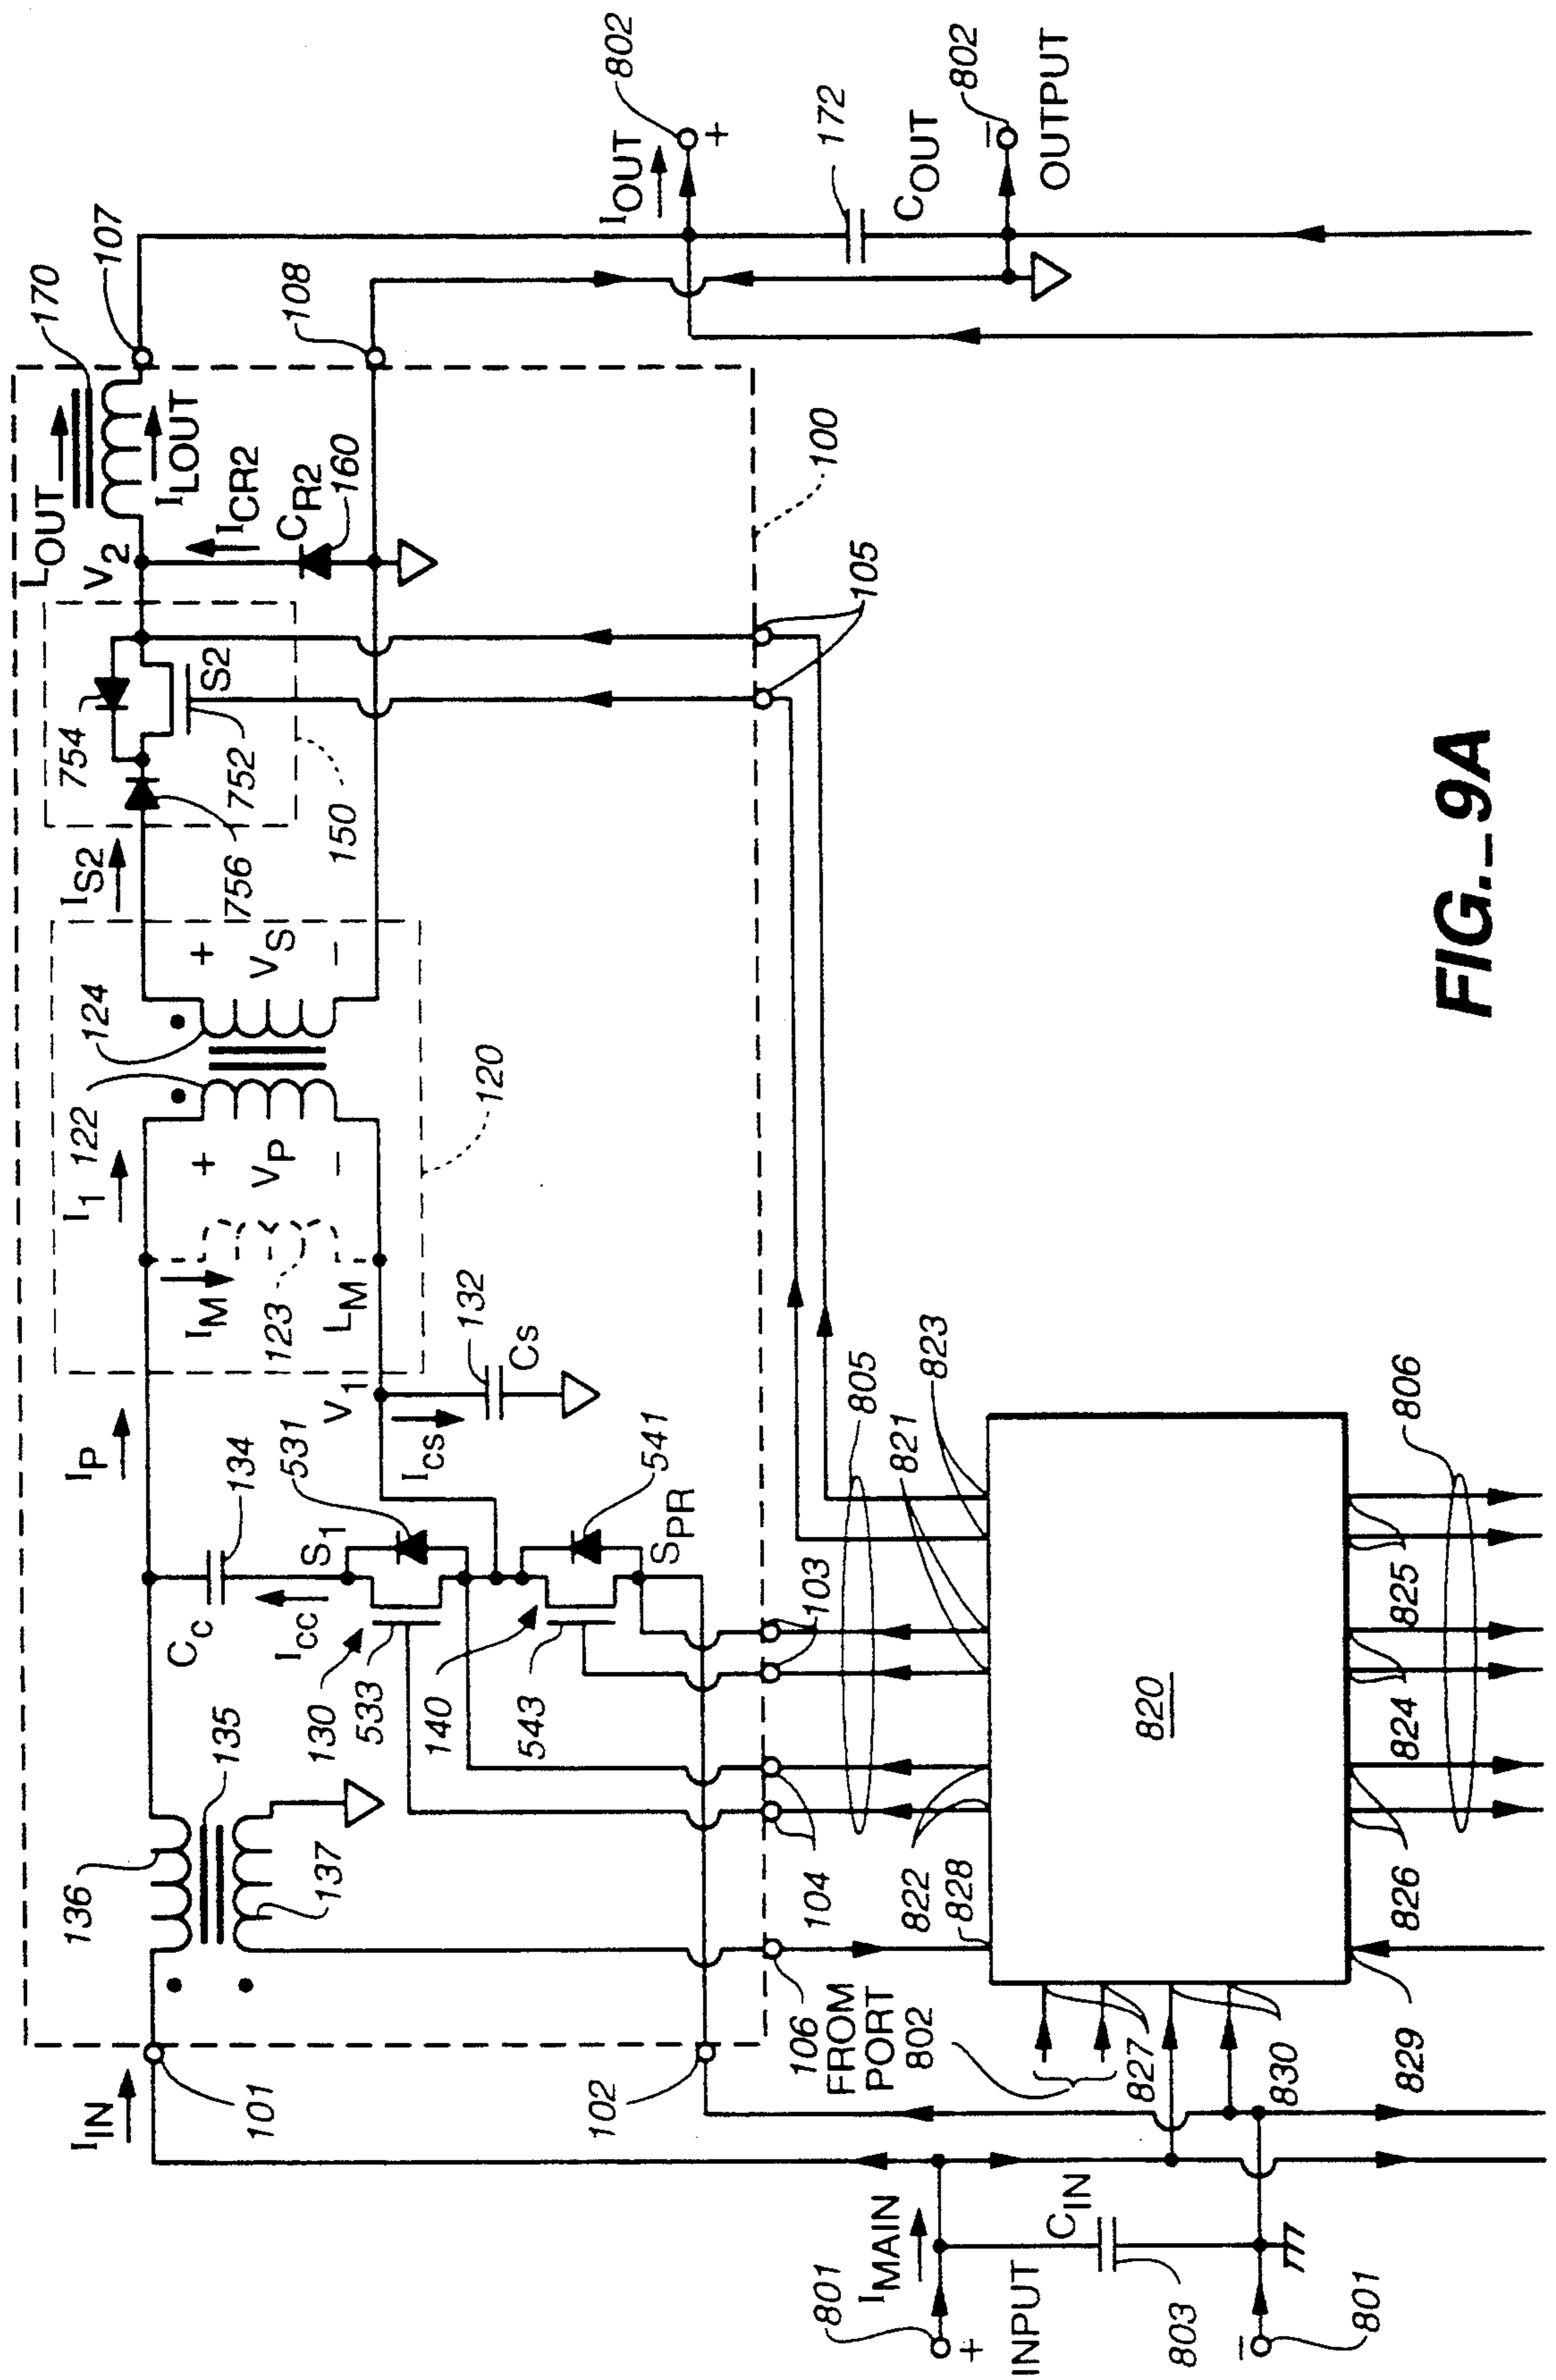 LOUT
170
107
ILOUT
V2
ICR2
CR2
160
108
IOUT
802
+
172
COUT
802
−
OUTPUT
100
105
754
S2
752
150
756
IS2
124
+
VS
−
120
122
I1
+
VP
−
IM
123
LM
132
CS
V1
ICS
IP
134
CC
ICC
S1
531
541
SPR
130
533
140
543
103
104
135
136
137
106
FROM
PORT
802
IIN
101
102
805
821
823
822
828
820
806
825
824
826
827
830
829
IMAIN
801
+
INPUT
CIN
803
−
801
FIG._9A